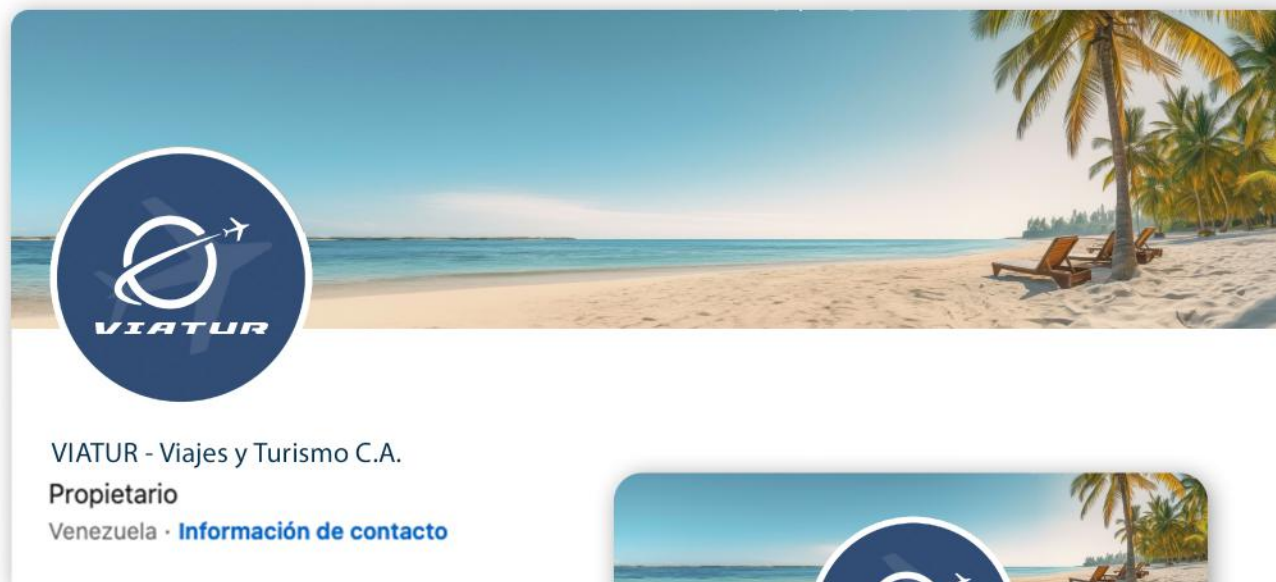 VIATUR
VIATUR - Viajes y Turismo C.A.
Propietario
Venezuela · Información de contacto